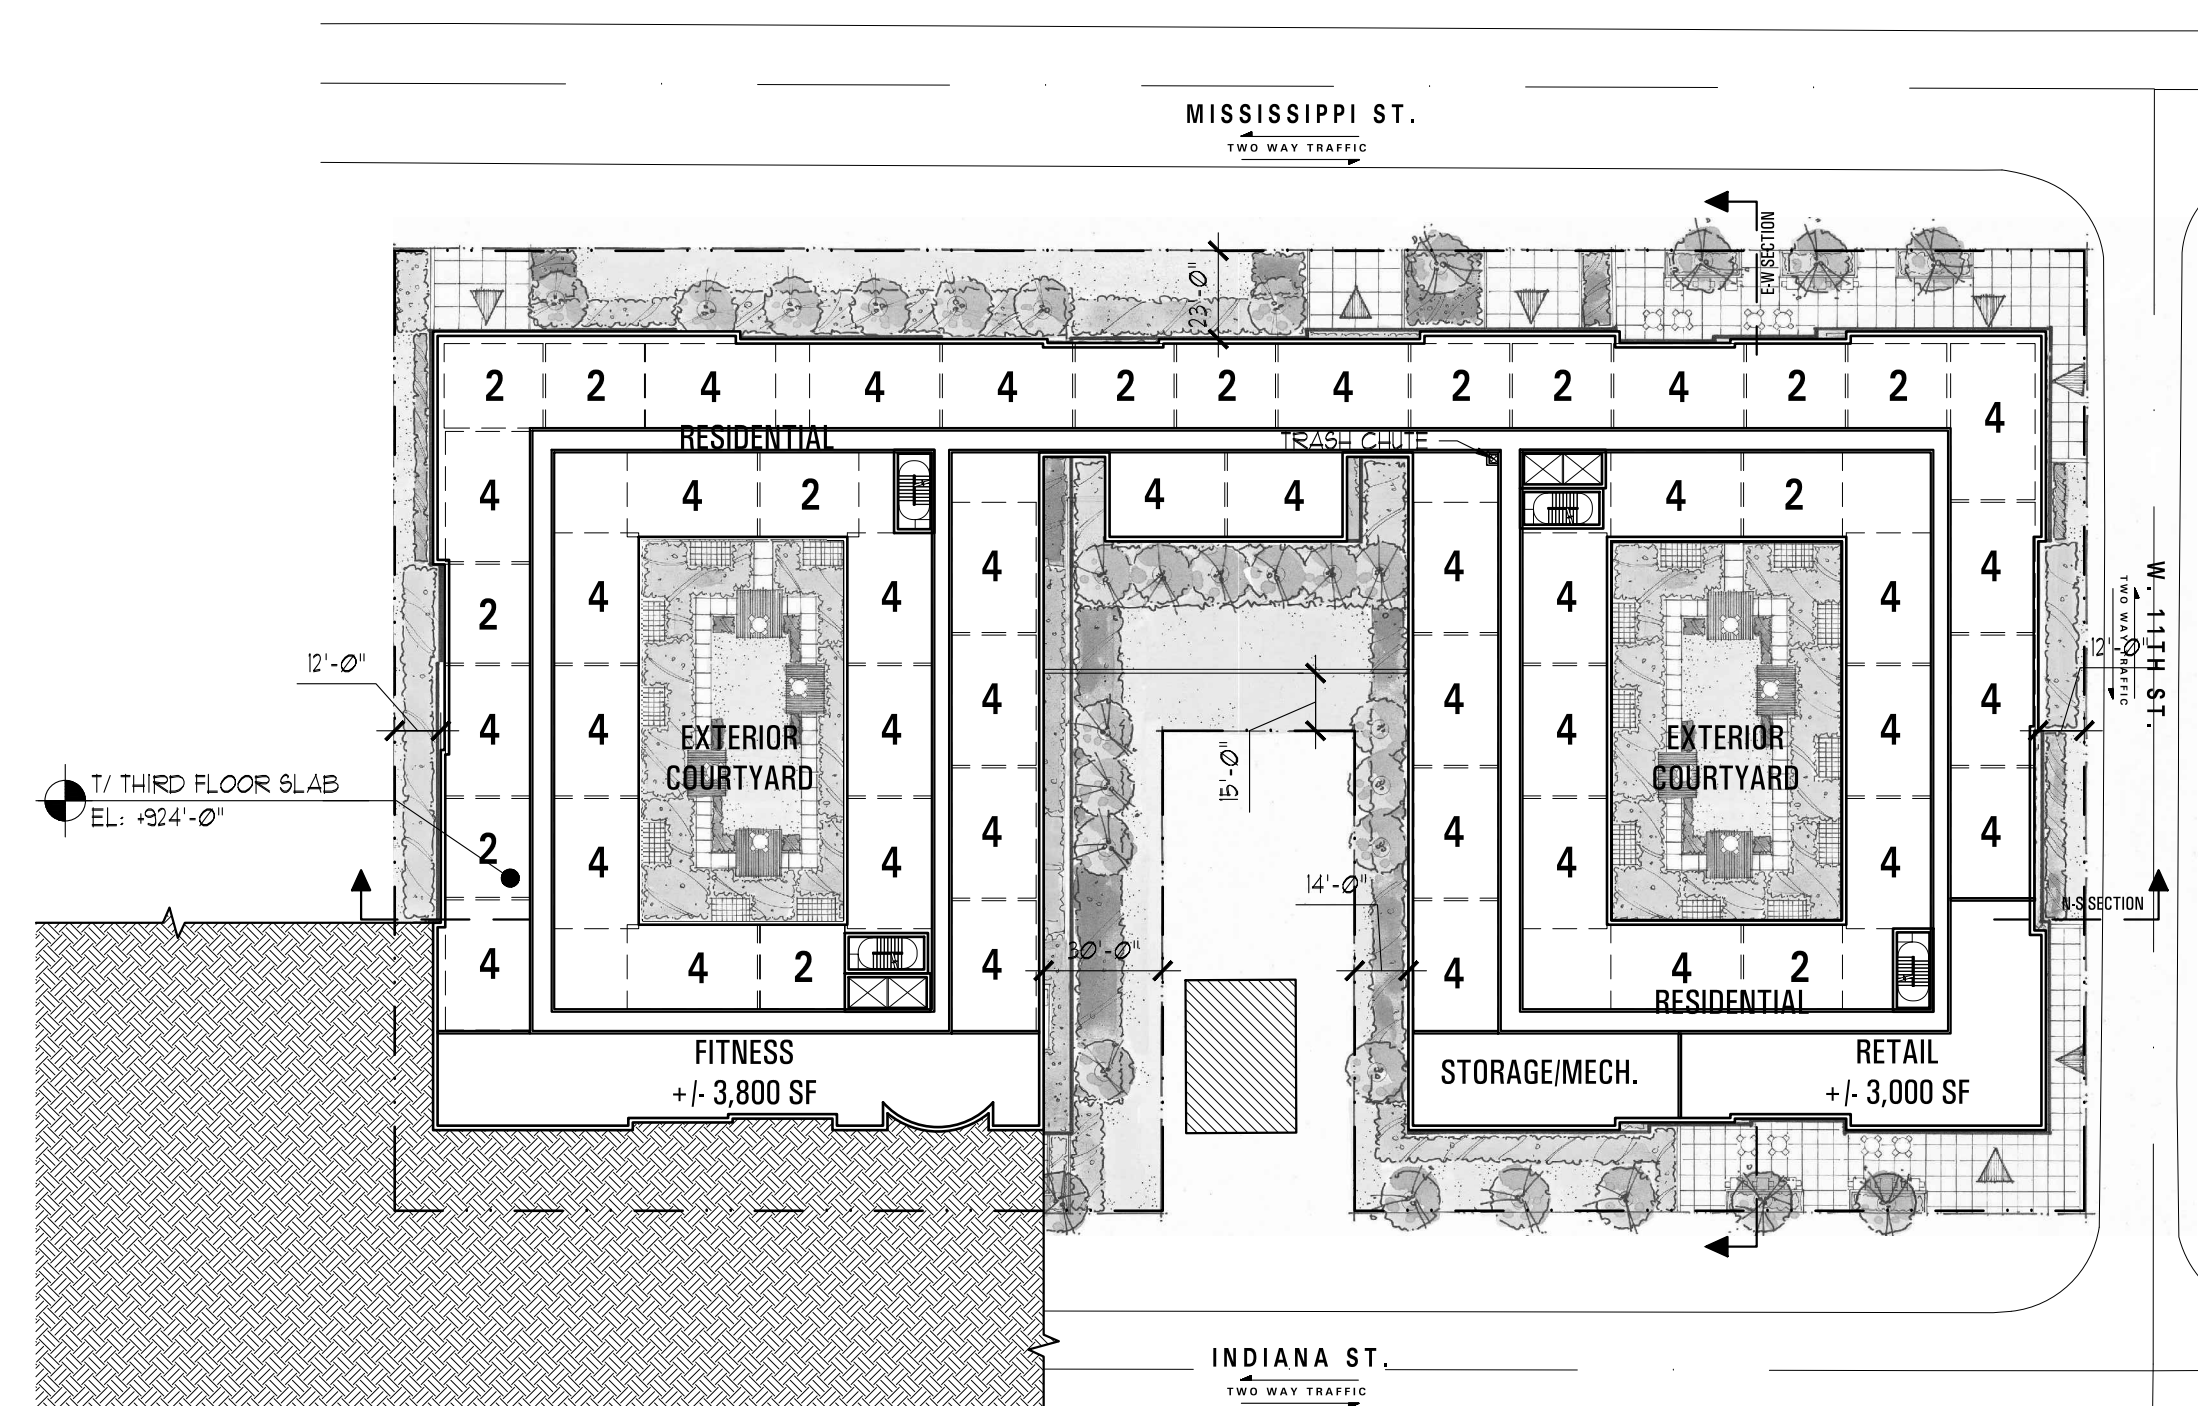 MISSISSIPPI ST.
TWO WAY TRAFFIC
E-W SECTION
23'-0"
2 2 4 4 4 2 2 4 2 2 4 2 2 4
RESIDENTIAL
TRASH CHUTE
4 4 2 4 4 4 2
4 4 4 4 4 4 4
2
12'-0"
W. 11TH ST.
TWO WAY TRAFFIC
12'-0"
4 4 4 4 4 4 4 4
EXTERIOR
COURTYARD
15'-0"
EXTERIOR
COURTYARD
T/ THIRD FLOOR SLAB
EL: +924'-0"
2 4 4 4 4 4 4 4
14'-0"
N-S SECTION
30'-0"
4 4 2 4 4 4 2
RESIDENTIAL
FITNESS
+/- 3,800 SF
STORAGE/MECH.
RETAIL
+/- 3,000 SF
INDIANA ST.
TWO WAY TRAFFIC